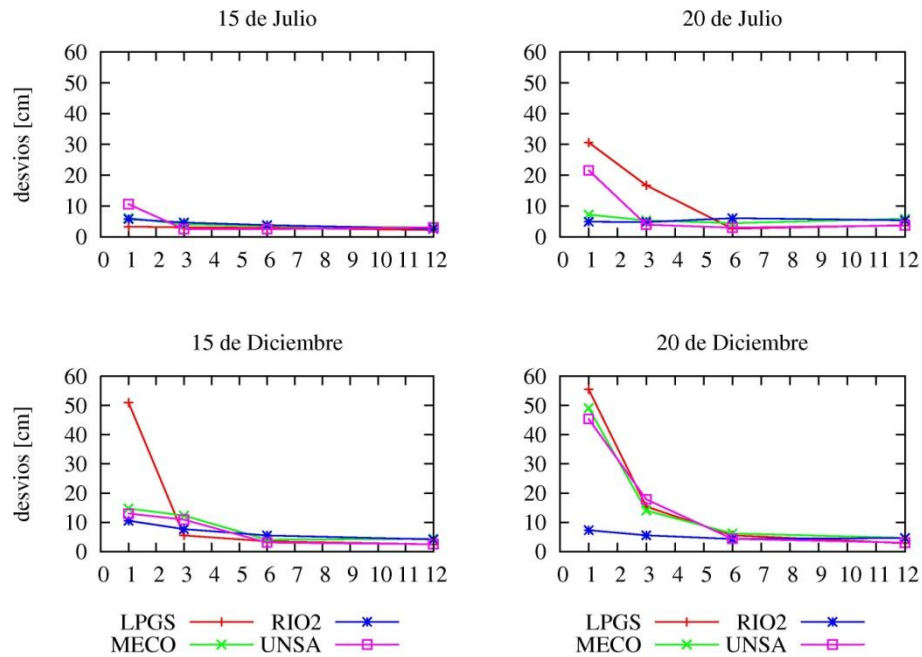 15 de Julio
60
50
40
30
20
10
0
desvios [cm]
0 1 2 3 4 5 6 7 8 9 10 11 12
20 de Julio
60
50
40
30
20
10
0
0 1 2 3 4 5 6 7 8 9 10 11 12
15 de Diciembre
60
50
40
30
20
10
0
desvios [cm]
0 1 2 3 4 5 6 7 8 9 10 11 12
20 de Diciembre
60
50
40
30
20
10
0
0 1 2 3 4 5 6 7 8 9 10 11 12
LPGS RIO2
MECO UNSA
LPGS RIO2
MECO UNSA